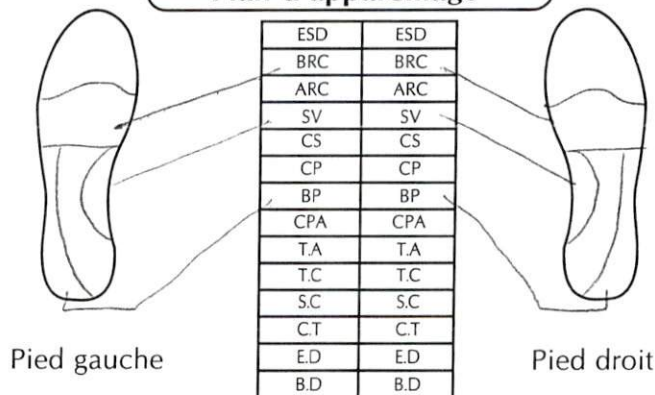 ESD ESD
BRC BRC
ARC ARC
SV SV
CS CS
CP CP
BP BP
CPA CPA
T.A T.A
T.C T.C
S.C S.C
C.T C.T
Pied gauche E.D E.D Pied droit
B.D B.D